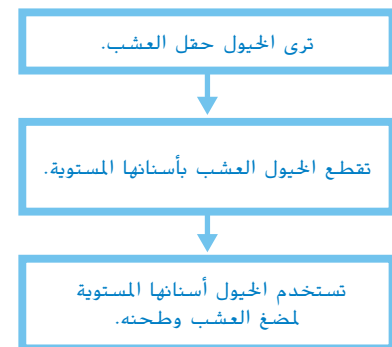 ترى الخيول حقل العشب.
تقطع الخيول العشب بأسنانها المستوية.
تستخدم الخيول أسنانها المستوية
لمضغ العشب وطحنه.